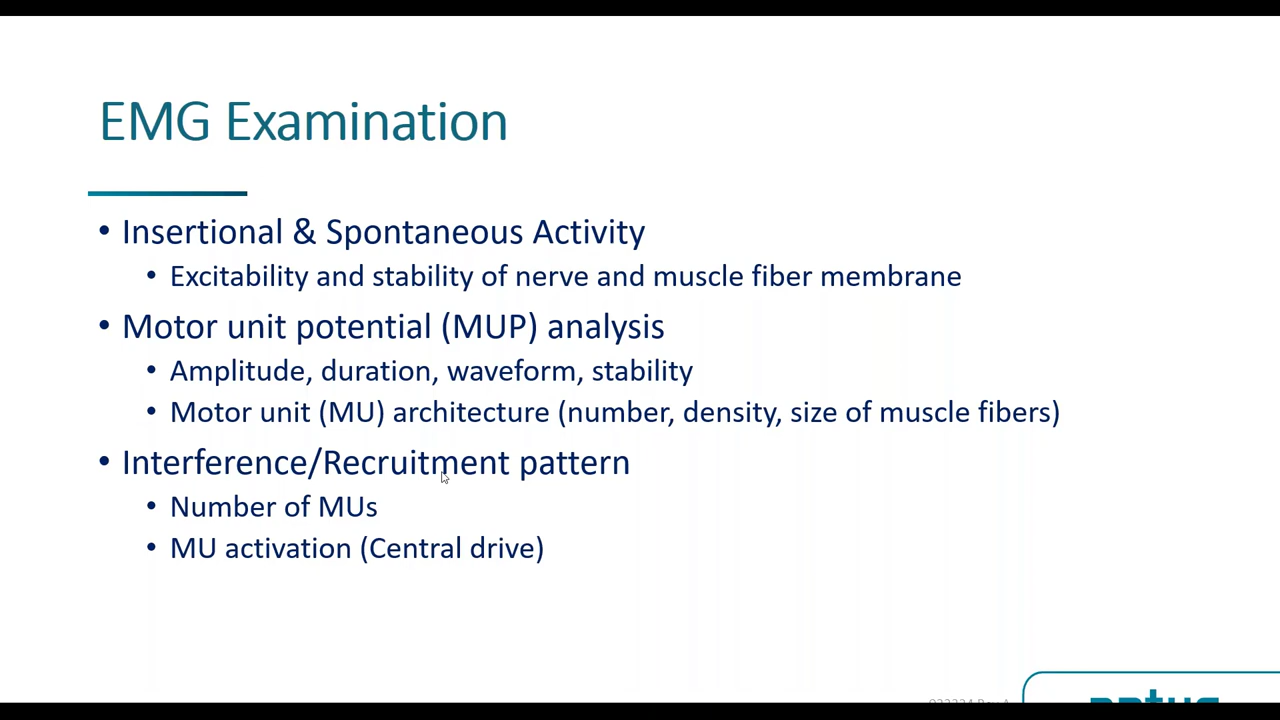 EMG Examination
• Insertional & Spontaneous Activity
• Excitability and stability of nerve and muscle fiber membrane
• Motor unit potential (MUP) analysis
• Amplitude, duration, waveform, stability
• Motor unit (MU) architecture (number, density, size of muscle fibers)
• Interference/Recruitment pattern
• Number of MUs
• MU activation (Central drive)